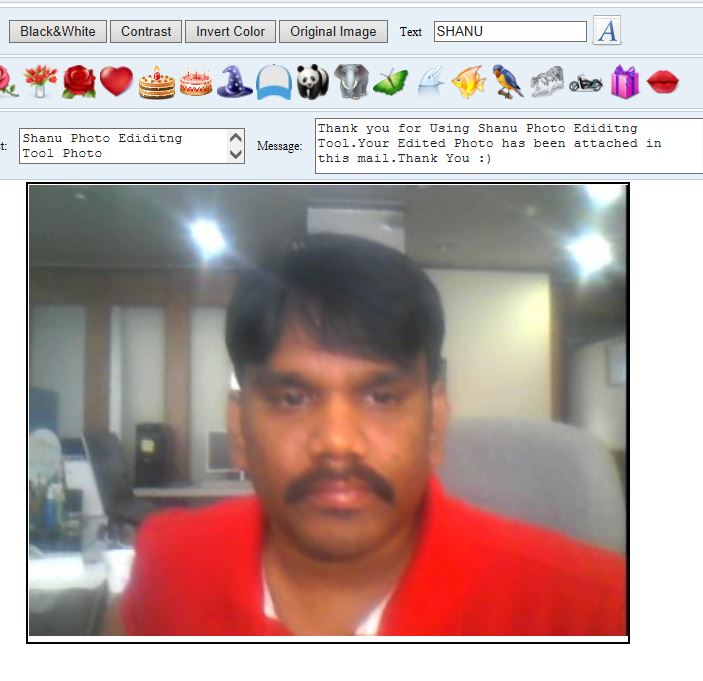 Black&White Contrast Invert Color Original Image Text SHANU A
t: Shanu Photo Ediditng
Tool Photo
Message: Thank you for Using Shanu Photo Ediditng
Tool.Your Edited Photo has been attached in
this mail.Thank You :)